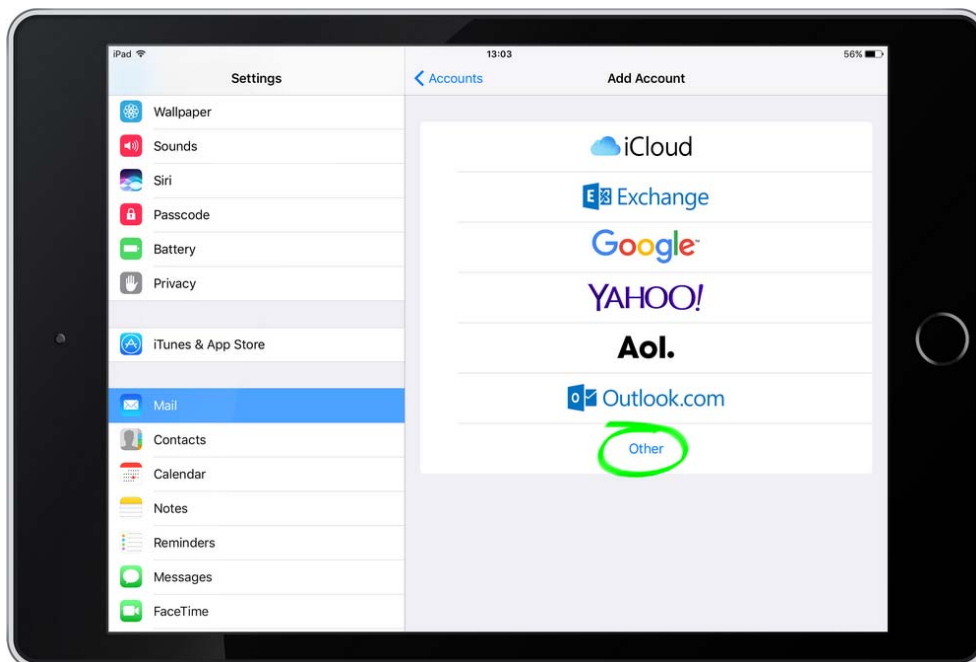 iPad 13:03 56%
Settings
Accounts
Add Account
Wallpaper
Sounds
Siri
Passcode
Battery
Privacy
iTunes & App Store
Mail
Contacts
Calendar
Notes
Reminders
Messages
FaceTime
iCloud
E Exchange
Google
YAHOO!
Aol.
o Outlook.com
Other